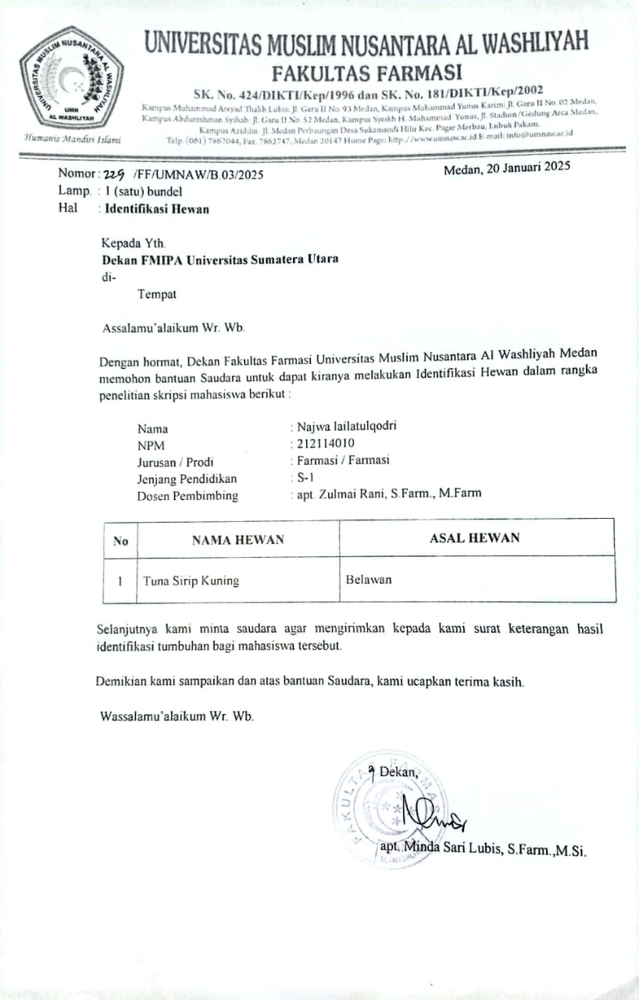 UNIVERSITAS MUSLIM NUSANTARA AL WASHLIYAH
UMN
AL WASHLIYAH
Humanis Mandiri Islami
UNIVERSITAS MUSLIM NUSANTARA AL WASHLIYAH
FAKULTAS FARMASI
SK. No. 424/DIKTI/Kep/1996 dan SK. No. 181/DIKTI/Kep/2002
Kampus Muhammad Arsyad Thalib Lubis: Jl. Garu II No. 93 Medan, Kampus Muhammad Yunus Karim: Jl. Garu II No. 02 Medan,
Kampus Abdurrahman Syihab: Jl. Garu II No. 52 Medan, Kampus Syeikh H. Muhammad Yunus, Jl. Stadion/Gedung Arca Medan,
Kampus Aziddin: Jl. Medan Perbaungan Desa Sukamandi Hilir Kec. Pagar Merbau, Lubuk Pakam.
Telp. (061) 7867044, Fax. 7862747, Medan 20147 Home Page: http://www.umnaw.ac.id E-mail: info@umnaw.ac.id
Nomor : 229 /FF/UMNAW/B.03/2025
Medan, 20 Januari 2025
Lamp. : 1 (satu) bundel
Hal : Identifikasi Hewan
Kepada Yth.
Dekan FMIPA Universitas Sumatera Utara
di-
Tempat
Assalamu'alaikum Wr. Wb.
Dengan hormat, Dekan Fakultas Farmasi Universitas Muslim Nusantara Al Washliyah Medan
memohon bantuan Saudara untuk dapat kiranya melakukan Identifikasi Hewan dalam rangka
penelitian skripsi mahasiswa berikut :
Nama : Najwa lailatulqodri
NPM : 212114010
Jurusan / Prodi : Farmasi / Farmasi
Jenjang Pendidikan : S-1
Dosen Pembimbing : apt. Zulmai Rani, S.Farm., M.Farm
No NAMA HEWAN ASAL HEWAN
1 Tuna Sirip Kuning Belawan
Selanjutnya kami minta saudara agar mengirimkan kepada kami surat keterangan hasil
identifikasi tumbuhan bagi mahasiswa tersebut.
Demikian kami sampaikan dan atas bantuan Saudara, kami ucapkan terima kasih.
Wassalamu'alaikum Wr. Wb.
Dekan,
FAKULTAS FARMASI
AL-WASHLIYAH
apt. Minda Sari Lubis, S.Farm.,M.Si.